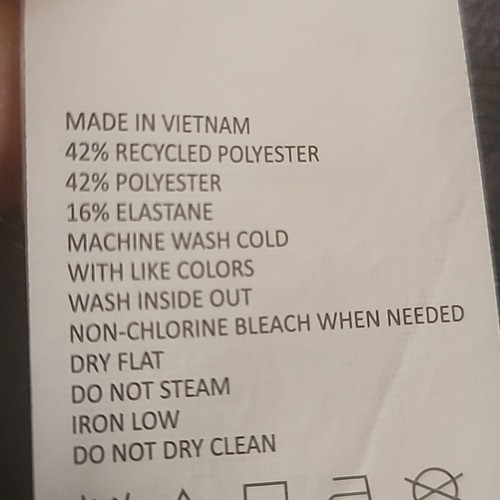 MADE IN VIETNAM
42% RECYCLED POLYESTER
42% POLYESTER
16% ELASTANE
MACHINE WASH COLD
WITH LIKE COLORS
WASH INSIDE OUT
NON-CHLORINE BLEACH WHEN NEEDED
DRY FLAT
DO NOT STEAM
IRON LOW
DO NOT DRY CLEAN